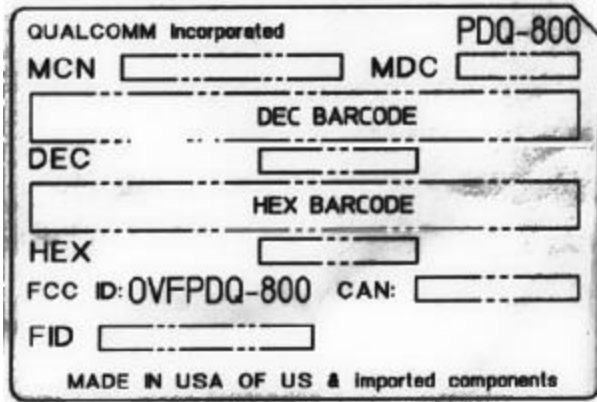 QUALCOMM Incorporated PDQ-800
MCN MDC
DEC BARCODE
DEC
HEX BARCODE
HEX
FCC ID: OVFPDQ-800 CAN:
FID
MADE IN USA OF US & imported components